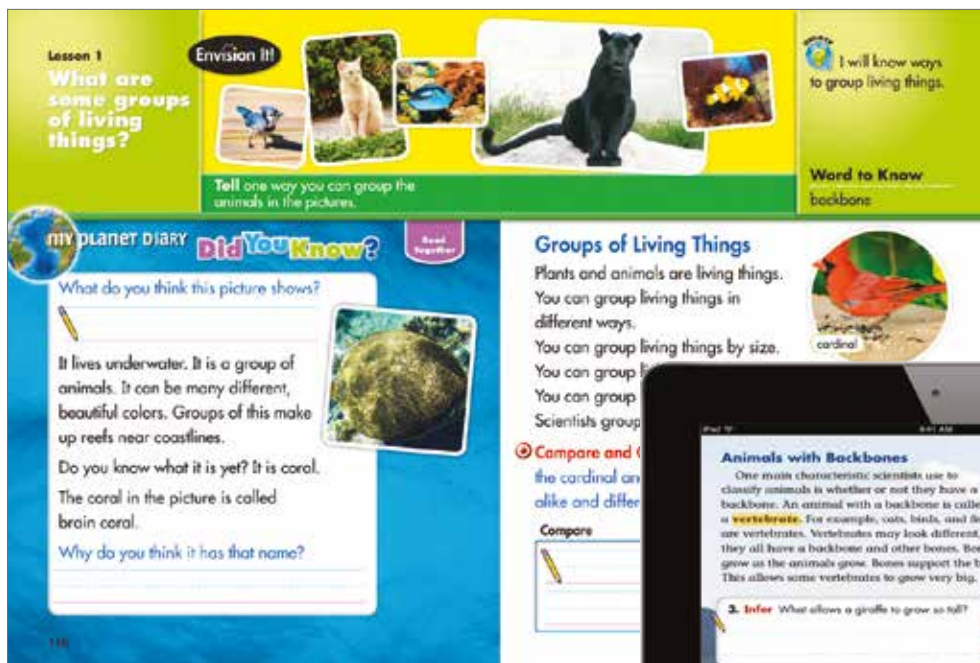 Lesson 1
What are
some groups
of living
things?
Envision It!
Tell one way you can group the
animals in the pictures.
I will know ways
to group living things.
Word to Know
backbone
my planet Diary
Did You Know?
Read
Together
What do you think this picture shows?
It lives underwater. It is a group of
animals. It can be many different,
beautiful colors. Groups of this make
up reefs near coastlines.
Do you know what it is yet? It is coral.
The coral in the picture is called
brain coral.
Why do you think it has that name?
Groups of Living Things
Plants and animals are living things.
You can group living things in
different ways.
You can group living things by size.
You can group
You can group
Scientists group
cardinal
Compare and
the cardinal
alike and differ
Compare
iPad
9:41 AM
Animals with Backbones
One main characteristic scientists use to
classify animals is whether or not they have a
backbone. An animal with a backbone is calle
a vertebrate. For example, cats, birds, and
are vertebrates. Vertebrates may look different,
they all have a backbone and other bones.
grow as the animals grow. Bones support the b
This allows some vertebrates to grow very big.
3. Infer What allows a giraffe to grow so tall?